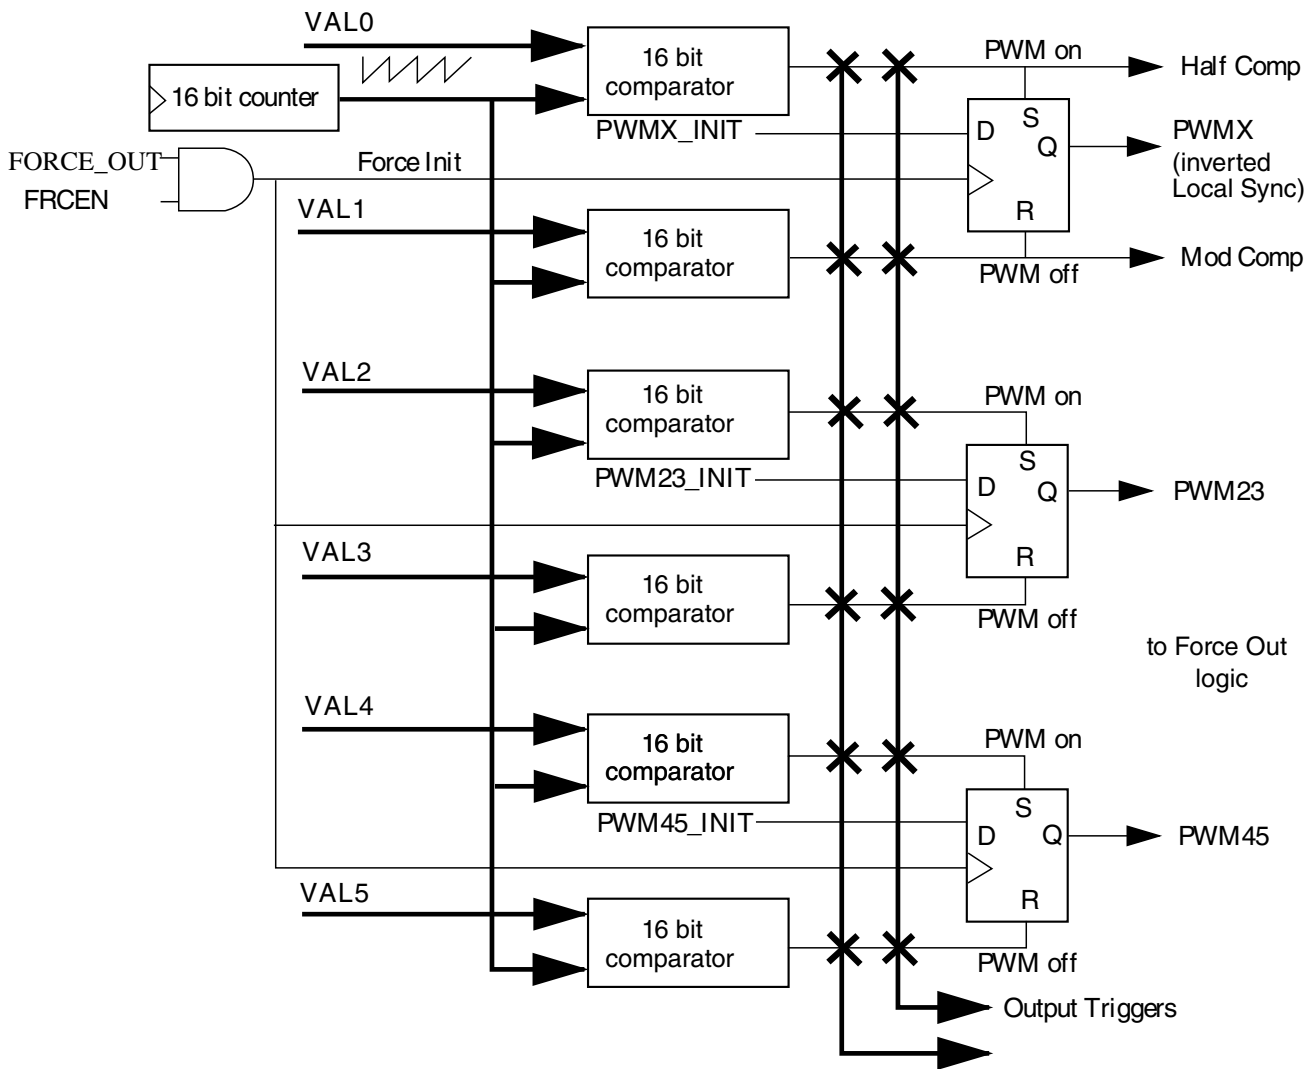 VAL0
16 bit
comparator
PWM on
Half Comp
16 bit counter
PWMX_INIT
D
S
Q
R
PWMX
(inverted
Local Sync)
FORCE_OUT
FRCEN
Force Init
VAL1
16 bit
comparator
PWM off
Mod Comp
VAL2
16 bit
comparator
PWM on
PWM23_INIT
D
S
Q
R
PWM23
VAL3
16 bit
comparator
PWM off
to Force Out
logic
VAL4
16 bit
comparator
PWM on
PWM45_INIT
D
S
Q
R
PWM45
VAL5
16 bit
comparator
PWM off
Output Triggers